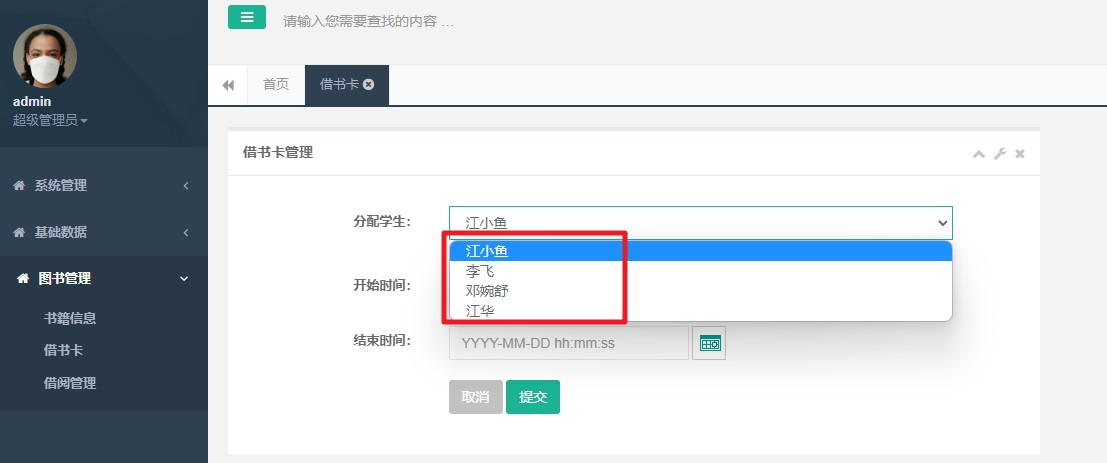 请输入您需要查找的内容 ...
admin
超级管理员
首页
借书卡
借书卡管理
系统管理
基础数据
图书管理
书籍信息
借书卡
借阅管理
分配学生:
江小鱼
江小鱼
李飞
邓婉舒
江华
开始时间:
结束时间:
YYYY-MM-DD hh:mm:ss
取消
提交